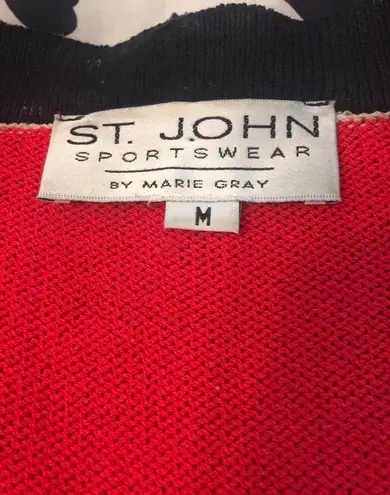 ST. JOHN
SPORTSWEAR
BY MARIE GRAY
M